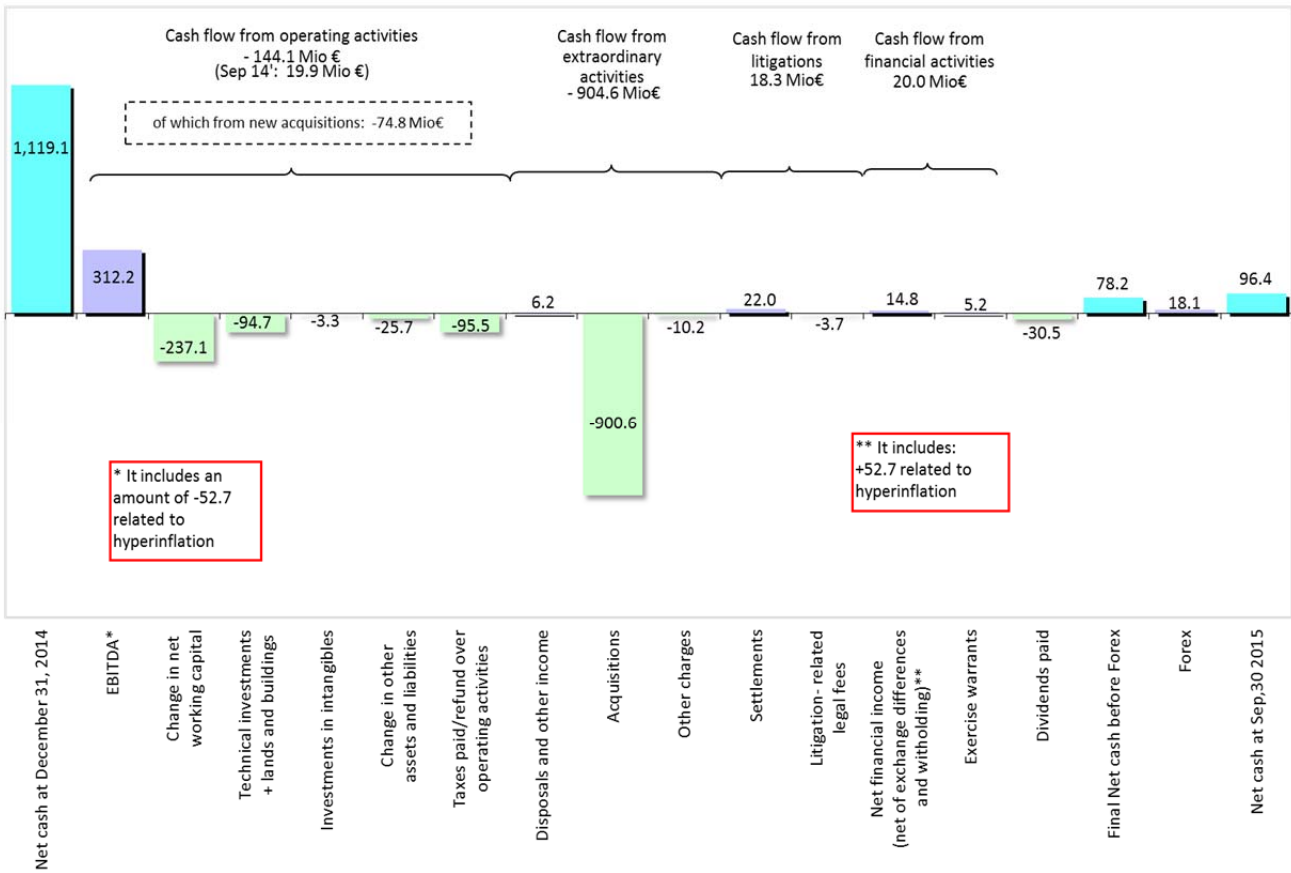 Cash flow from operating activities
- 144.1 Mio €
(Sep 14': 19.9 Mio €)
of which from new acquisitions: -74.8 Mio€
Cash flow from
extraordinary
activities
- 904.6 Mio€
Cash flow from
litigations
18.3 Mio€
Cash flow from
financial activities
20.0 Mio€
1,119.1
312.2
-237.1
-94.7
-3.3
-25.7
-95.5
6.2
-900.6
-10.2
22.0
-3.7
14.8
5.2
-30.5
78.2
18.1
96.4
* It includes an
amount of -52.7
related to
hyperinflation
** It includes:
+52.7 related to
hyperinflation
Net cash at December 31, 2014
EBITDA*
Change in net
working capital
Technical investments
+ lands and buildings
Investments in intangibles
Change in other
assets and liabilities
Taxes paid/refund over
operating activities
Disposals and other income
Acquisitions
Other charges
Settlements
Litigation- related
legal fees
Net financial income
(net of exchange differences
and witholding)**
Exercise warrants
Dividends paid
Final Net cash before Forex
Forex
Net cash at Sep,30 2015